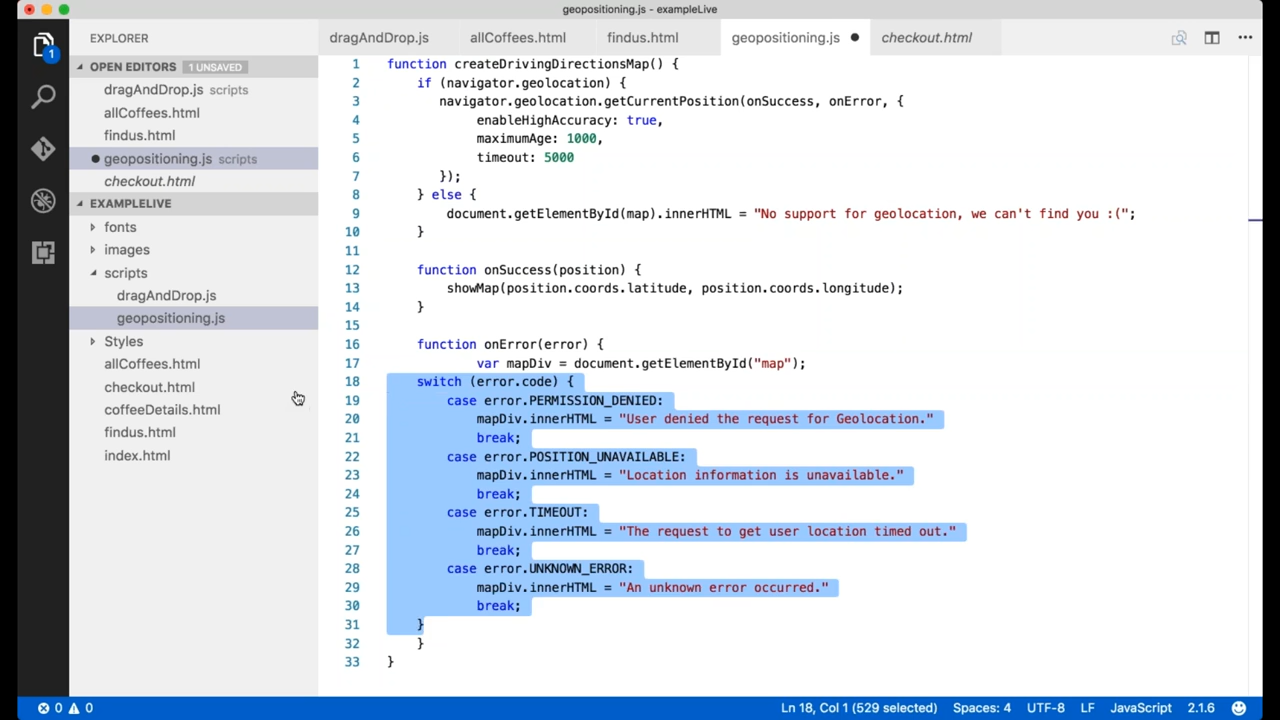 geopositioning.js - exampleLive
EXPLORER
dragAndDrop.js allCoffees.html findus.html geopositioning.js checkout.html
1
OPEN EDITORS 1 UNSAVED
dragAndDrop.js scripts
allCoffees.html
findus.html
geopositioning.js scripts
checkout.html
EXAMPLELIVE
fonts
images
scripts
dragAndDrop.js
geopositioning.js
Styles
allCoffees.html
checkout.html
coffeeDetails.html
findus.html
index.html
1 function createDrivingDirectionsMap() {
2 if (navigator.geolocation) {
3 navigator.geolocation.getCurrentPosition(onSuccess, onError, {
4 enableHighAccuracy: true,
5 maximumAge: 1000,
6 timeout: 5000
7 });
8 } else {
9 document.getElementById(map).innerHTML = "No support for geolocation, we can't find you :(";
10 }
11
12 function onSuccess(position) {
13 showMap(position.coords.latitude, position.coords.longitude);
14 }
15
16 function onError(error) {
17 var mapDiv = document.getElementById("map");
18 switch (error.code) {
19 case error.PERMISSION_DENIED:
20 mapDiv.innerHTML = "User denied the request for Geolocation."
21 break;
22 case error.POSITION_UNAVAILABLE:
23 mapDiv.innerHTML = "Location information is unavailable."
24 break;
25 case error.TIMEOUT:
26 mapDiv.innerHTML = "The request to get user location timed out."
27 break;
28 case error.UNKNOWN_ERROR:
29 mapDiv.innerHTML = "An unknown error occurred."
30 break;
31 }
32 }
33 }
0 0 Ln 18, Col 1 (529 selected) Spaces: 4 UTF-8 LF JavaScript 2.1.6